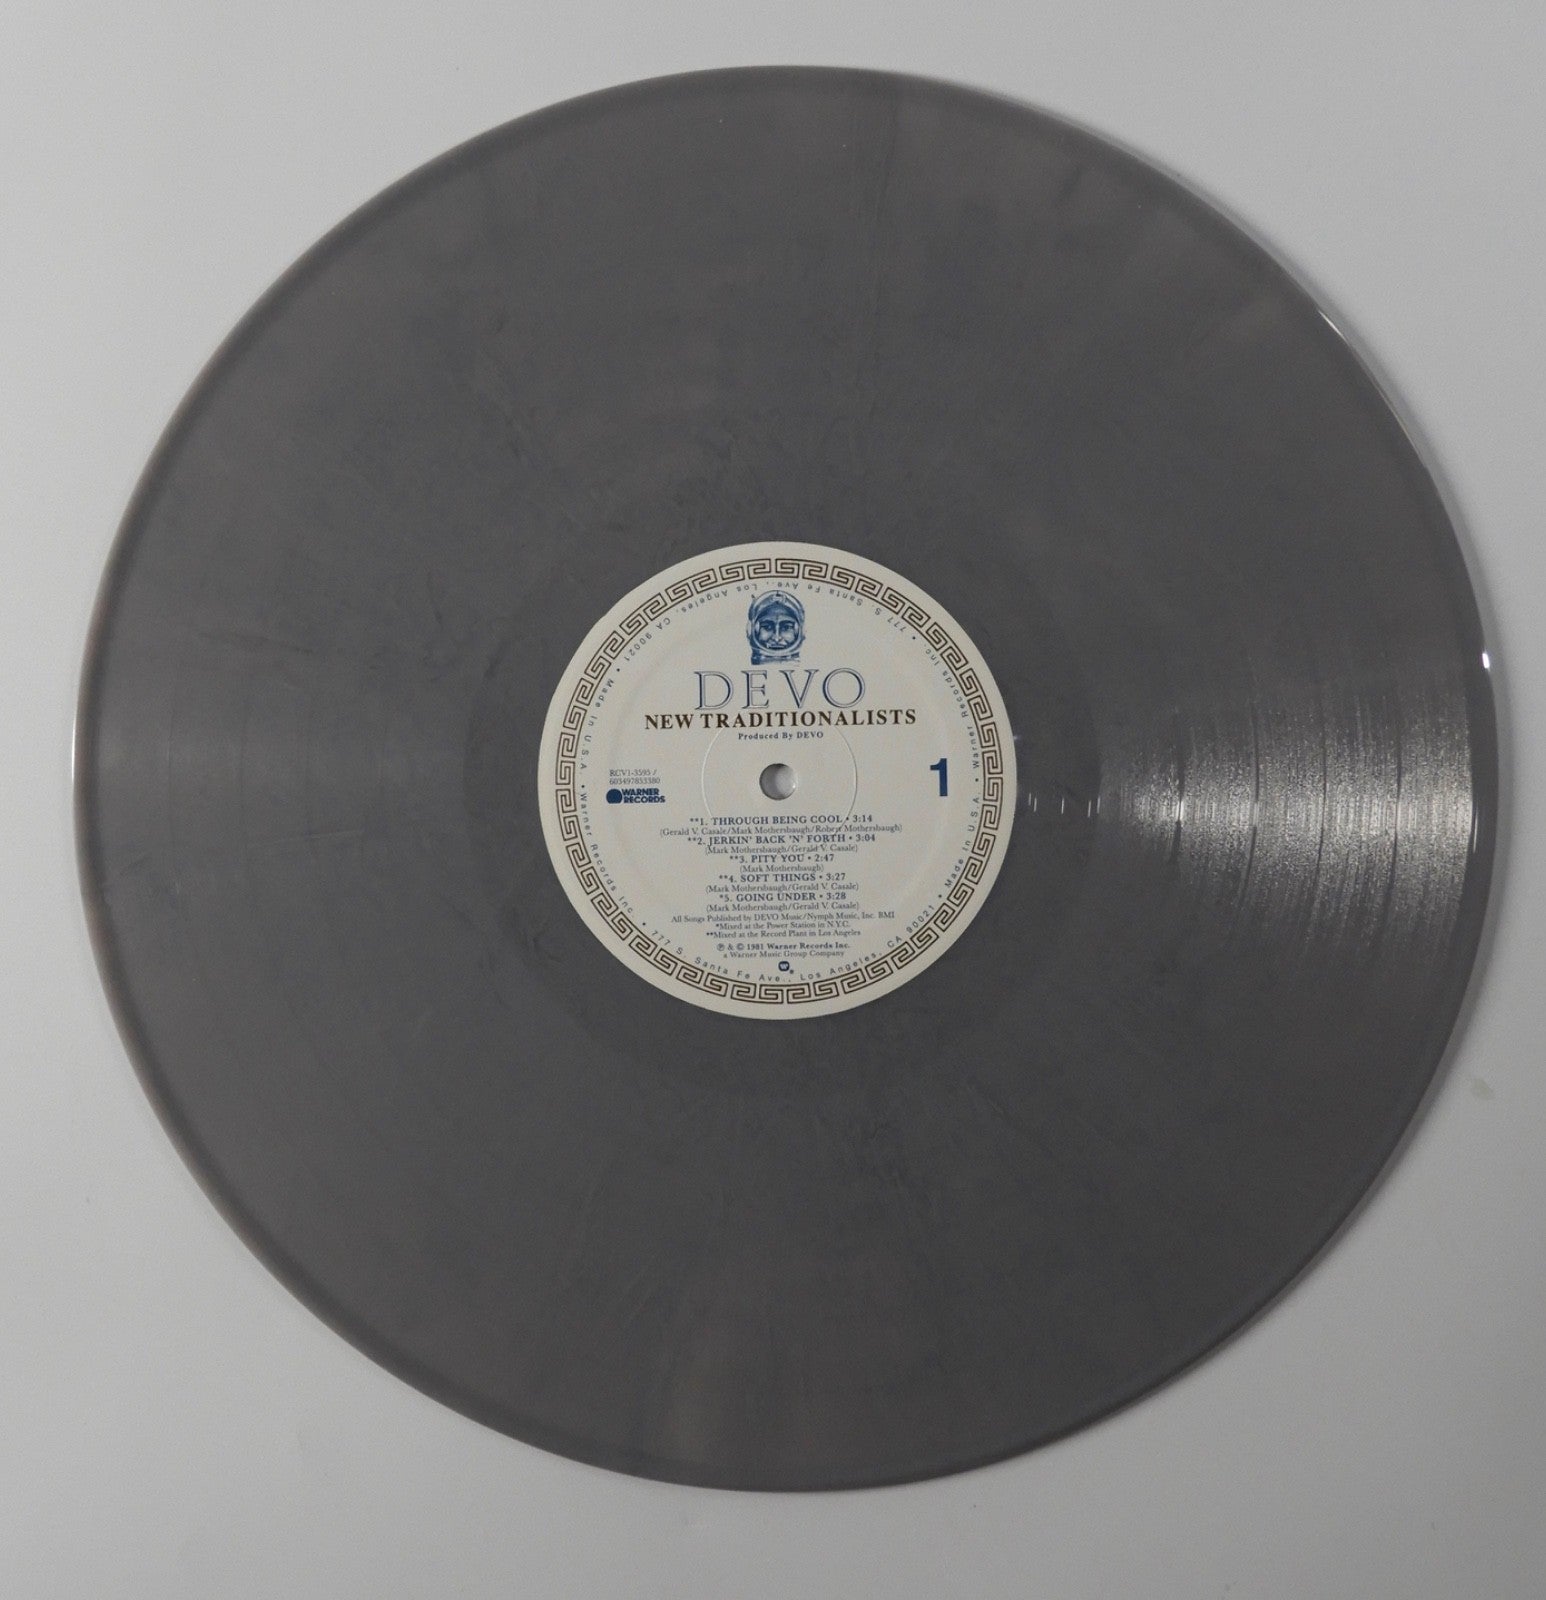 DEVO
NEW TRADITIONALISTS
Produced By DEVO
RCV1-3595 /
603497853380
WARNER
RECORDS
1
**1. THROUGH BEING COOL • 3:14
(Gerald V. Casale/Mark Mothersbaugh/Robert Mothersbaugh)
**2. JERKIN' BACK 'N' FORTH • 3:04
(Mark Mothersbaugh/Gerald V. Casale)
**3. PITY YOU • 2:47
(Mark Mothersbaugh)
**4. SOFT THINGS • 3:27
(Mark Mothersbaugh/Gerald V. Casale)
*5. GOING UNDER • 3:28
(Mark Mothersbaugh/Gerald V. Casale)
All Songs Published by DEVO Music/Nymph Music, Inc. BMI
*Mixed at the Power Station in N.Y.C.
**Mixed at the Record Plant in Los Angeles
℗ & © 1981 Warner Records Inc.
a Warner Music Group Company
W®
• Warner Records Inc. • 777 S. Santa Fe Ave., Los Angeles, CA 90021 • Made in U.S.A. • Warner Records Inc. • 777 S. Santa Fe Ave., Los Angeles, CA 90021 • Made in U.S.A.